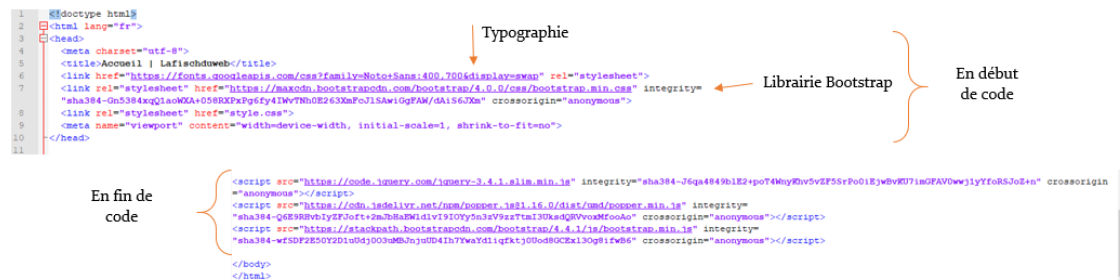 1 <!doctype html>
2 <html lang="fr">
3 <head>
4 <meta charset="utf-8">
5 <title>Accueil | Lafischduweb</title>
6 <link href="https://fonts.googleapis.com/css?family=Noto+Sans:400,700&display=swap" rel="stylesheet">
7 <link rel="stylesheet" href="https://maxcdn.bootstrapcdn.com/bootstrap/4.0.0/css/bootstrap.min.css" integrity=
"sha384-Gn5384xqQ1aoWXA+058RXPxPg6fy4IWvTNh0E263XmFcJlSAwiGgFAW/dAiS6JXm" crossorigin="anonymous">
8 <link rel="stylesheet" href="style.css">
9 <meta name="viewport" content="width=device-width, initial-scale=1, shrink-to-fit=no">
10 </head>
11
Typographie
Librairie Bootstrap
En début
de code
En fin de
code
<script src="https://code.jquery.com/jquery-3.4.1.slim.min.js" integrity="sha384-J6qa4849blE2+poT4WnyKhv5vZF5SrPo0iEjwBvKU7imGFAV0wwj1yYfoRSJoZ+n" crossorigin
="anonymous"></script>
<script src="https://cdn.jsdelivr.net/npm/popper.js@1.16.0/dist/umd/popper.min.js" integrity=
"sha384-Q6E9RHvbIyZFJoft+2mJbHaEWldlvI9IOYy5n3zV9zzTtmI3UksdQRVvoxMfooAo" crossorigin="anonymous"></script>
<script src="https://stackpath.bootstrapcdn.com/bootstrap/4.4.1/js/bootstrap.min.js" integrity=
"sha384-wfSDF2E50Y2D1uUdj0O3uMBJnjuUD4Ih7YwaYd1iqfktj0Uod8GCExl3Og8ifwB6" crossorigin="anonymous"></script>
</body>
</html>